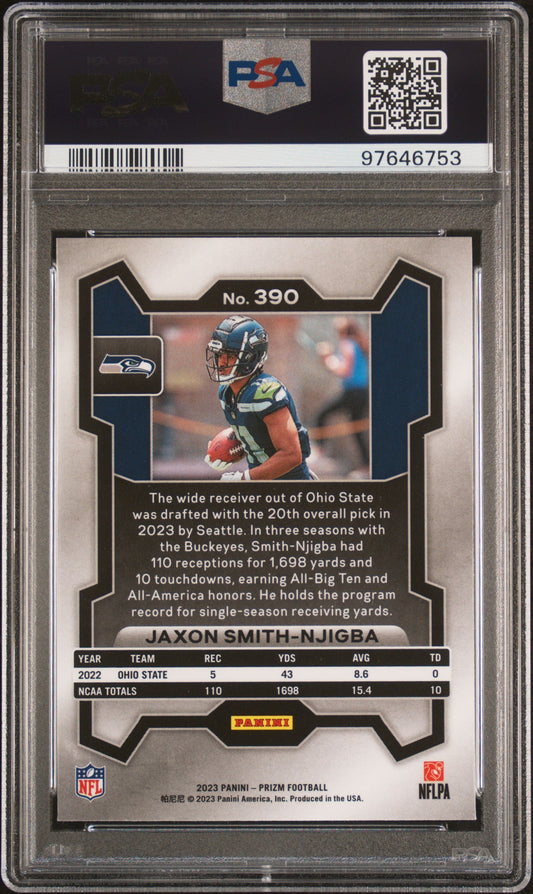 PSA
PSA
97646753
No. 390
The wide receiver out of Ohio State
was drafted with the 20th overall pick in
2023 by Seattle. In three seasons with
the Buckeyes, Smith-Njigba had
110 receptions for 1,698 yards and
10 touchdowns, earning All-Big Ten and
All-America honors. He holds the program
record for single-season receiving yards.
JAXON SMITH-NJIGBA
YEAR TEAM REC YDS AVG TD
2022 OHIO STATE 5 43 8.6 0
NCAA TOTALS 110 1698 15.4 10
PANINI
NFL
2023 PANINI – PRIZM FOOTBALL
帕尼尼 © 2023 Panini America, Inc. Produced in the USA.
NFLPA
PSA